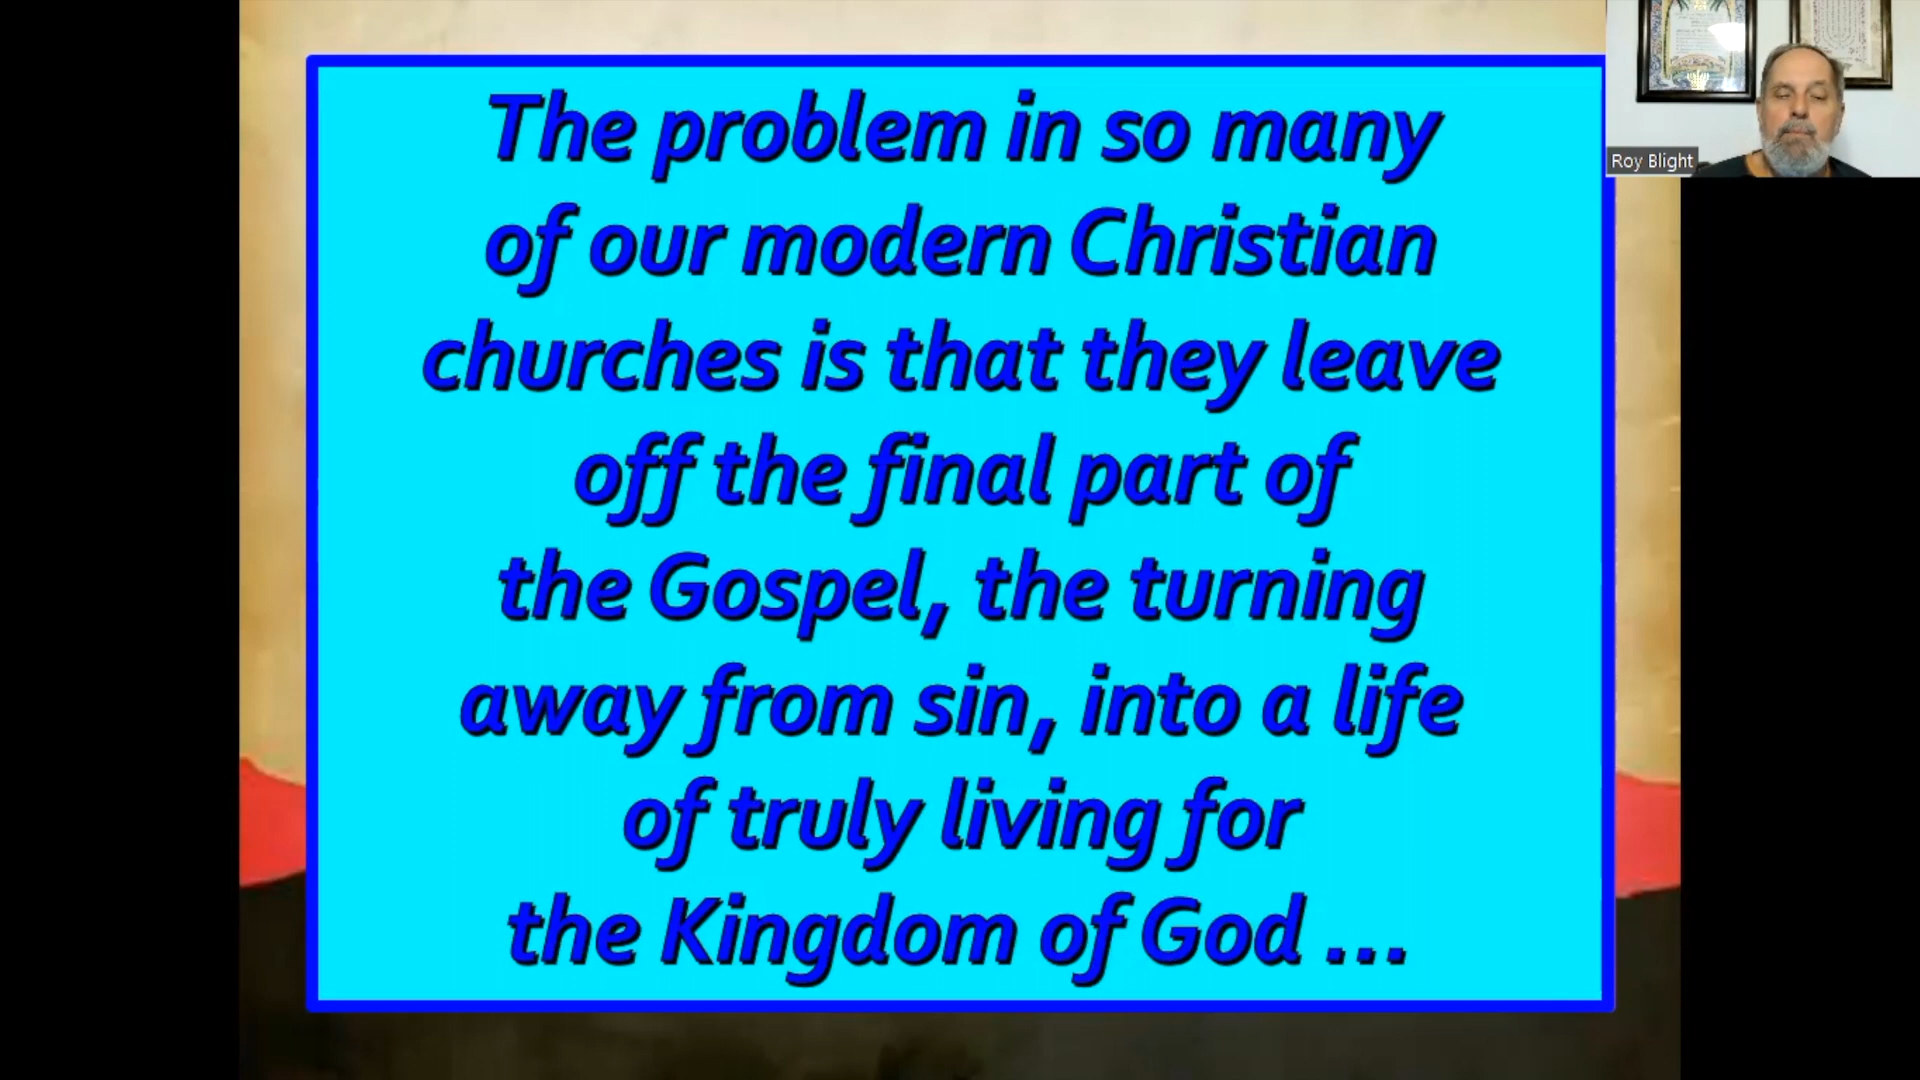 The problem in so many
of our modern Christian
churches is that they leave
off the final part of
the Gospel, the turning
away from sin, into a life
of truly living for
the Kingdom of God ...
Roy Blight